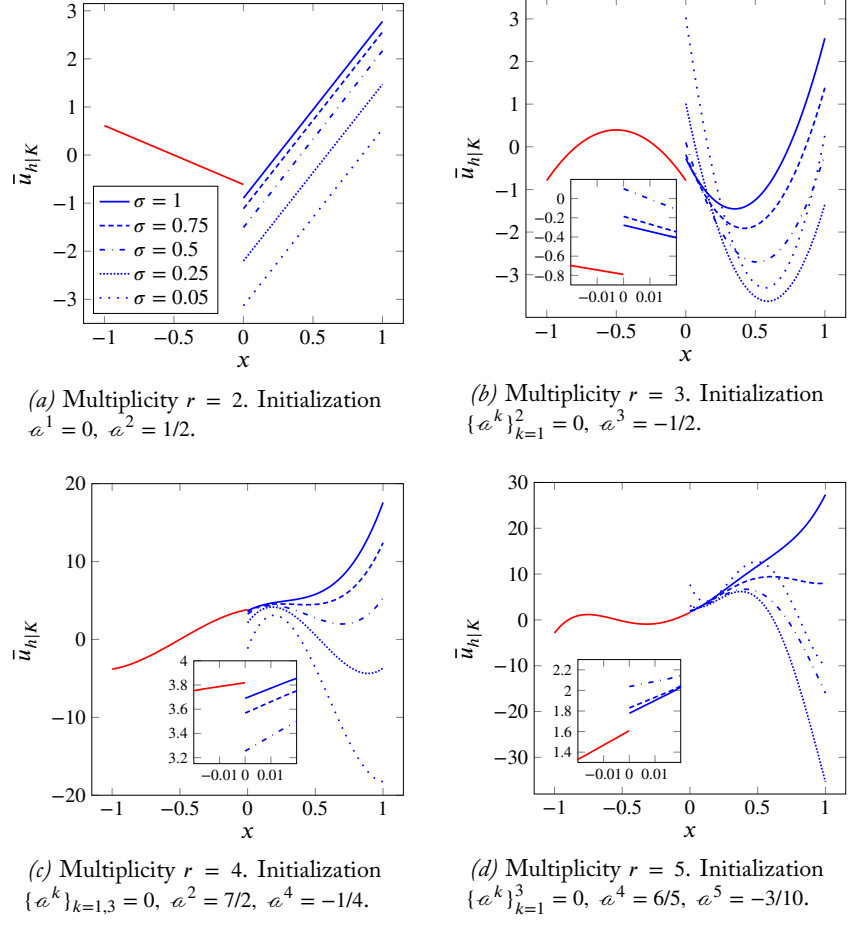 3
2
1
0
−1
−2
−3
ū_{h|K}
σ = 1
σ = 0.75
σ = 0.5
σ = 0.25
σ = 0.05
−1 −0.5 0 0.5 1
x
(a) Multiplicity r = 2. Initialization
𝒶¹ = 0, 𝒶² = 1/2.
3
2
1
0
−1
−2
−3
ū_{h|K}
0
−0.2
−0.4
−0.6
−0.8
−0.01 0 0.01
−1 −0.5 0 0.5 1
x
(b) Multiplicity r = 3. Initialization
{𝒶^k}²_{k=1} = 0, 𝒶³ = −1/2.
20
10
0
−10
−20
ū_{h|K}
4
3.8
3.6
3.4
3.2
−0.01 0 0.01
−1 −0.5 0 0.5 1
x
(c) Multiplicity r = 4. Initialization
{𝒶^k}_{k=1,3} = 0, 𝒶² = 7/2, 𝒶⁴ = −1/4.
30
20
10
0
−10
−20
−30
ū_{h|K}
2.2
2
1.8
1.6
1.4
−0.01 0 0.01
−1 −0.5 0 0.5 1
x
(d) Multiplicity r = 5. Initialization
{𝒶^k}³_{k=1} = 0, 𝒶⁴ = 6/5, 𝒶⁵ = −3/10.